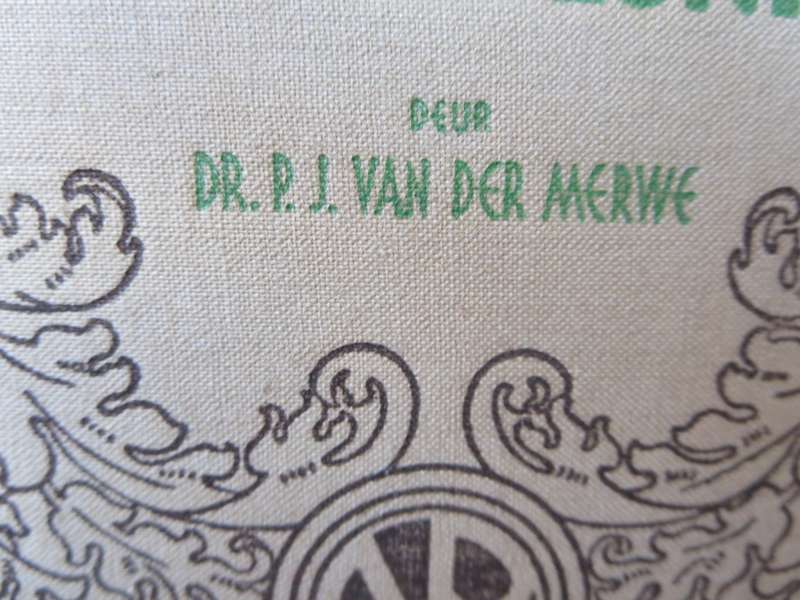 DEUR
DR. P. J. VAN DER MERWE